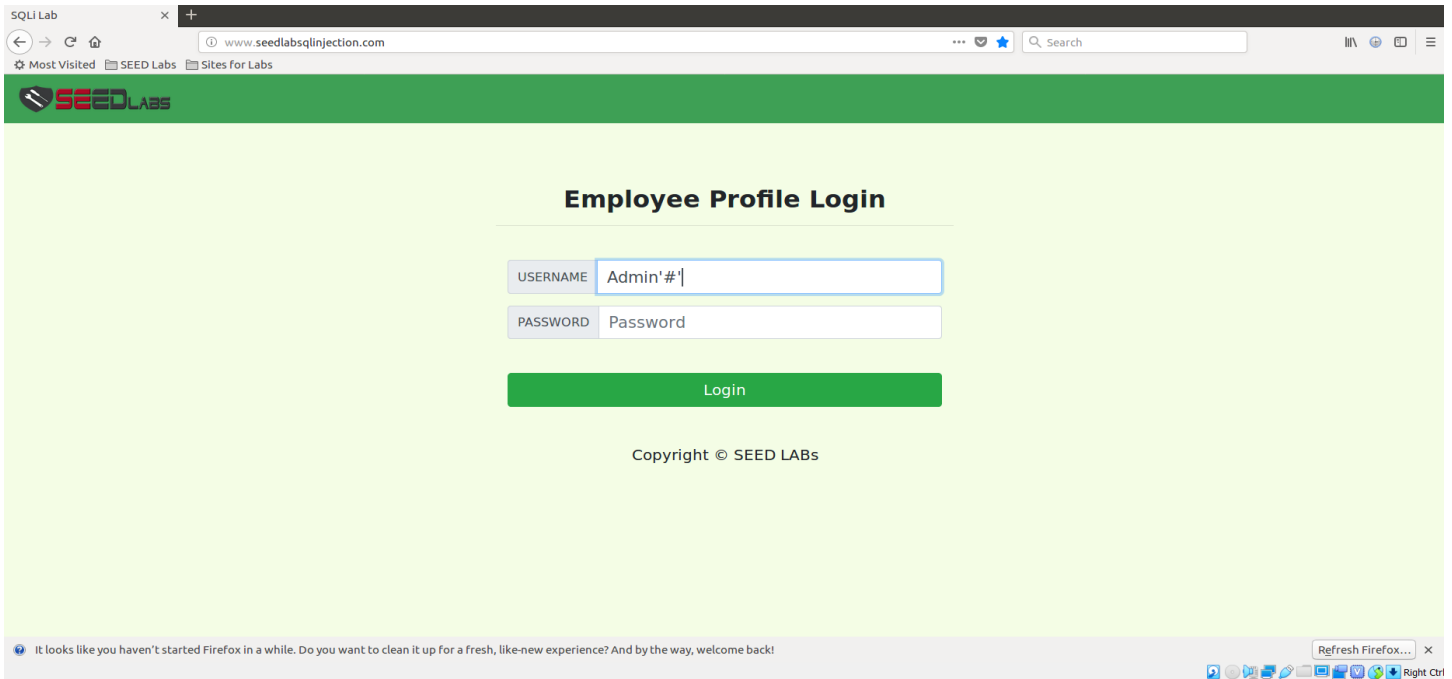 SQLi Lab
www.seedlabsqlinjection.com
Search
Most Visited SEED Labs Sites for Labs
SEEDLABS
Employee Profile Login
USERNAME Admin'#'
PASSWORD Password
Login
Copyright © SEED LABs
It looks like you haven't started Firefox in a while. Do you want to clean it up for a fresh, like-new experience? And by the way, welcome back! Refresh Firefox...
Right Ctrl